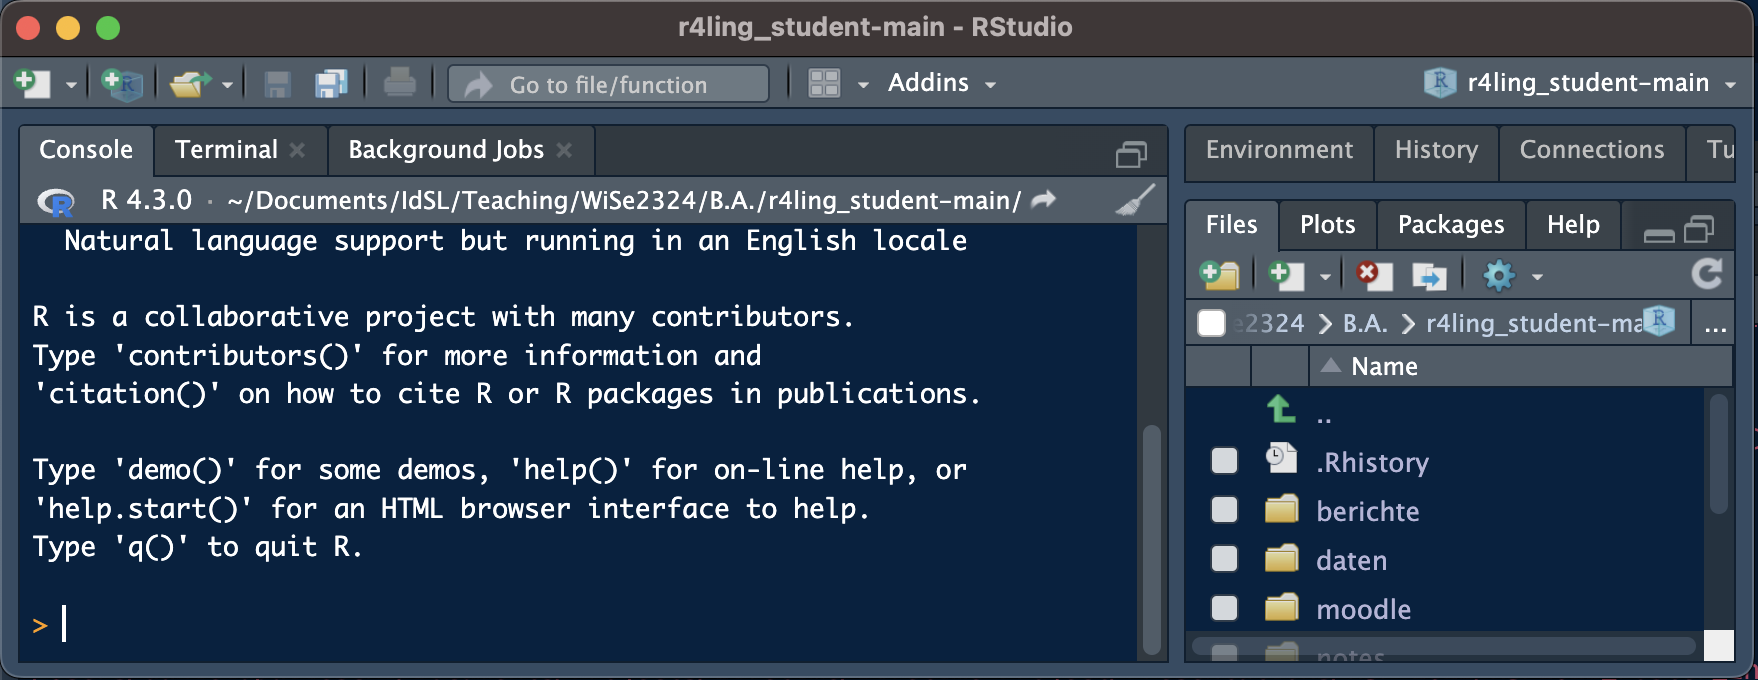 r4ling_student-main - RStudio
Go to file/function
Addins
r4ling_student-main
Console
Terminal
Background Jobs
R 4.3.0 · ~/Documents/IdSL/Teaching/WiSe2324/B.A./r4ling_student-main/
Natural language support but running in an English locale
R is a collaborative project with many contributors.
Type 'contributors()' for more information and
'citation()' on how to cite R or R packages in publications.
Type 'demo()' for some demos, 'help()' for on-line help, or
'help.start()' for an HTML browser interface to help.
Type 'q()' to quit R.
>
Environment
History
Connections
Tu
Files
Plots
Packages
Help
e2324 > B.A. > r4ling_student-ma
...
Name
..
.Rhistory
berichte
daten
moodle
notes